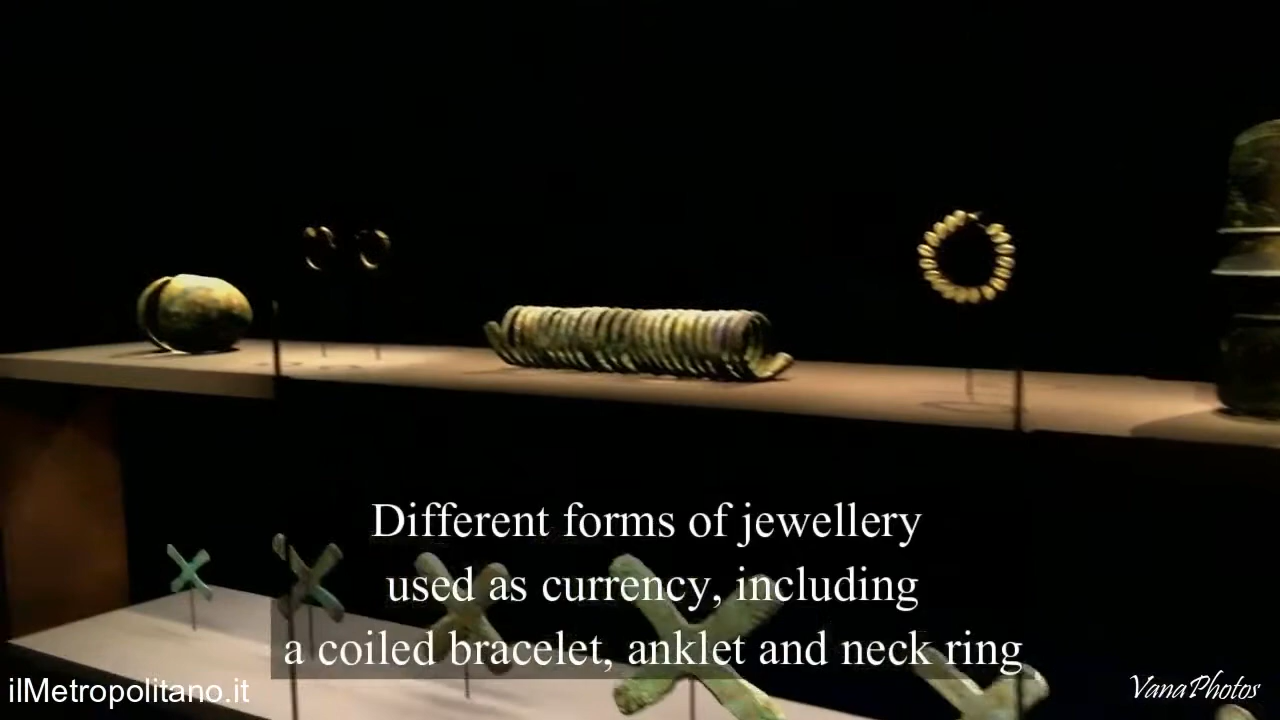 Different forms of jewellery
used as currency, including
a coiled bracelet, anklet and neck ring
ilMetropolitano.it
VanaPhotos